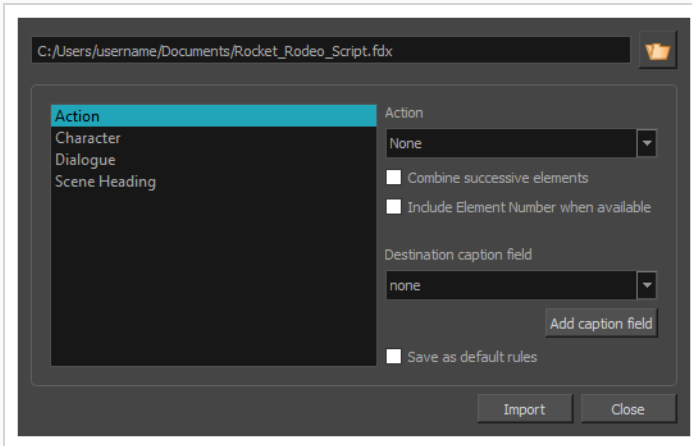 C:/Users/username/Documents/Rocket_Rodeo_Script.fdx
Action
Character
Dialogue
Scene Heading
Action
None
Combine successive elements
Include Element Number when available
Destination caption field
none
Add caption field
Save as default rules
Import
Close